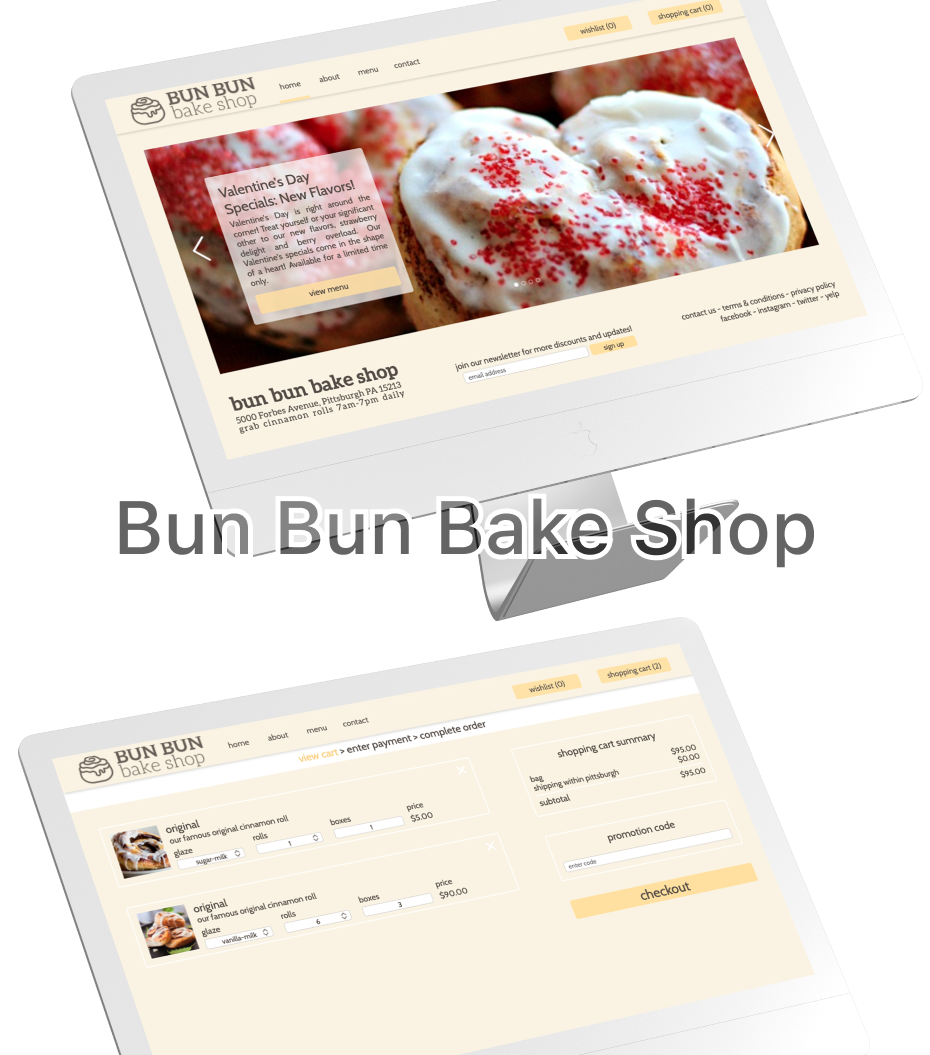 wishlist (0)
shopping cart (0)
BUN BUN
bake shop
home
about
menu
contact
Valentine's Day
Specials: New Flavors!
Valentine's Day is right around the
corner! Treat yourself or your significant
other to our new flavors, strawberry
delight and berry overload. Our
Valentine's specials come in the shape
of a heart! Available for a limited time
only.
view menu
bun bun bake shop
5000 Forbes Avenue, Pittsburgh PA 15213
grab cinnamon rolls 7am-7pm daily
join our newsletter for more discounts and updates!
email address
sign up
contact us - terms & conditions - privacy policy
facebook - instagram - twitter - yelp
Bun Bun Bake Shop
wishlist (0)
shopping cart (2)
BUN BUN
bake shop
home
about
menu
contact
view cart > enter payment > complete order
original
our famous original cinnamon roll
glaze
sugar-milk
rolls
1
boxes
1
price
$5.00
original
our famous original cinnamon roll
glaze
vanilla-milk
rolls
6
boxes
3
price
$90.00
shopping cart summary
bag $95.00
shipping within pittsburgh $0.00
subtotal $95.00
promotion code
enter code
checkout